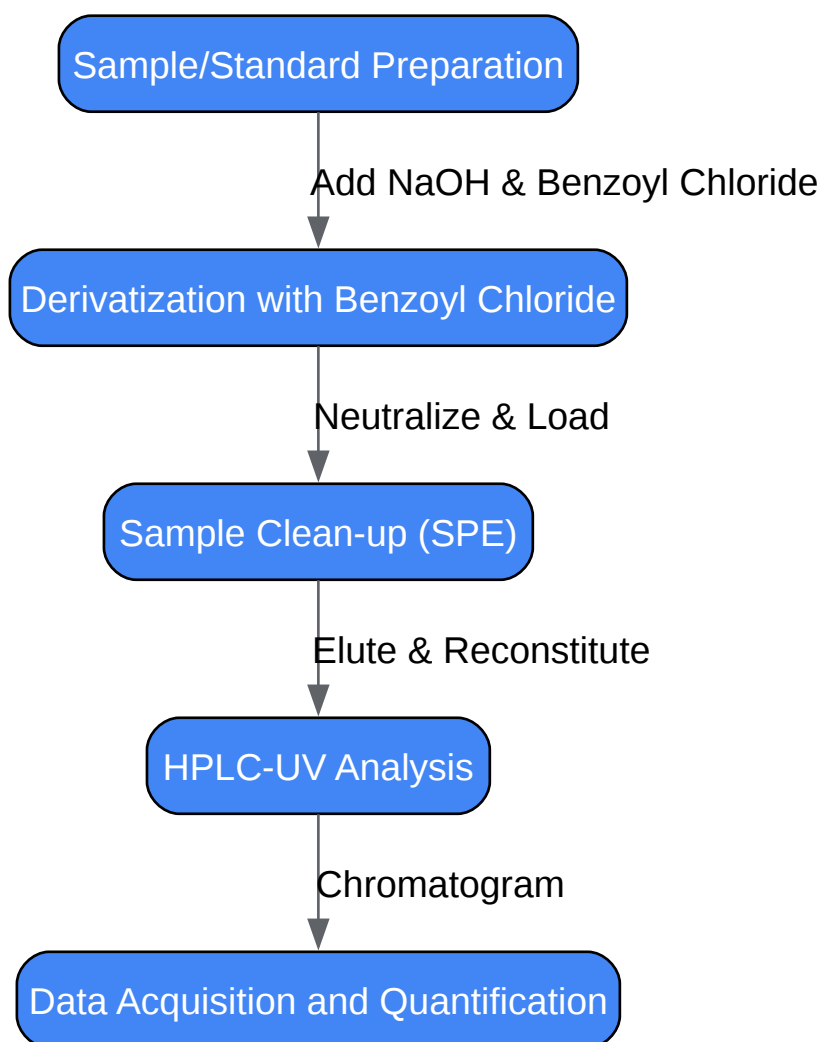 Sample/Standard Preparation
Add NaOH & Benzoyl Chloride
Derivatization with Benzoyl Chloride
Neutralize & Load
Sample Clean-up (SPE)
Elute & Reconstitute
HPLC-UV Analysis
Chromatogram
Data Acquisition and Quantification